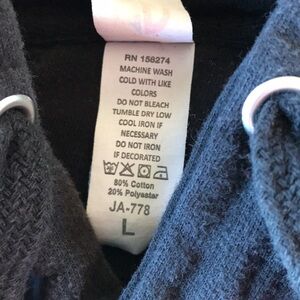 RN 158274
MACHINE WASH
COLD WITH LIKE
COLORS
DO NOT BLEACH
TUMBLE DRY LOW
COOL IRON IF
NECESSARY
DO NOT IRON
IF DECORATED
80% Cotton
20% Polyester
JA-778
L